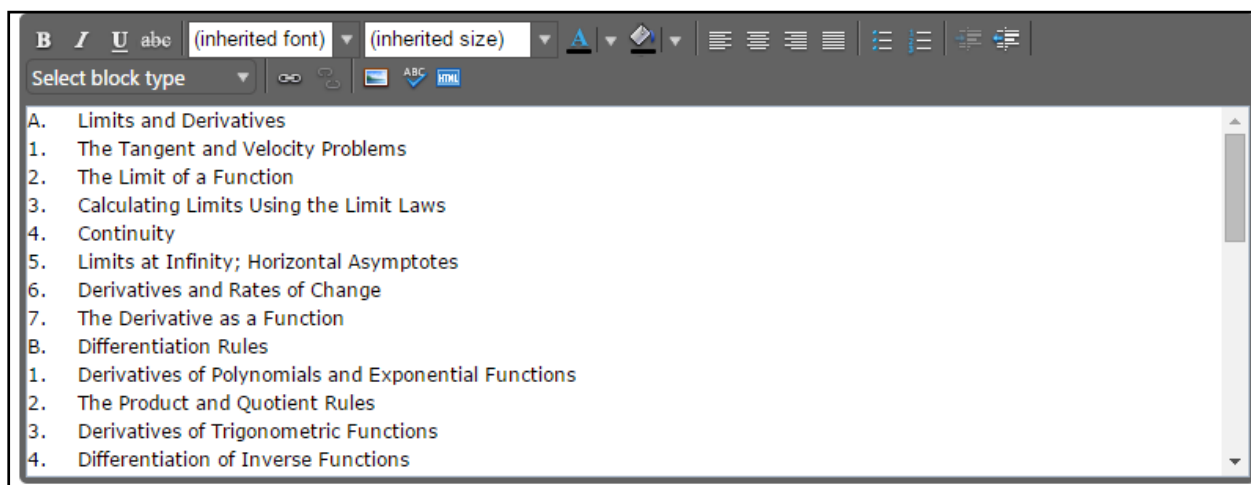 B I U abc (inherited font) (inherited size) A
Select block type ABC HTML
A. Limits and Derivatives
1. The Tangent and Velocity Problems
2. The Limit of a Function
3. Calculating Limits Using the Limit Laws
4. Continuity
5. Limits at Infinity; Horizontal Asymptotes
6. Derivatives and Rates of Change
7. The Derivative as a Function
B. Differentiation Rules
1. Derivatives of Polynomials and Exponential Functions
2. The Product and Quotient Rules
3. Derivatives of Trigonometric Functions
4. Differentiation of Inverse Functions